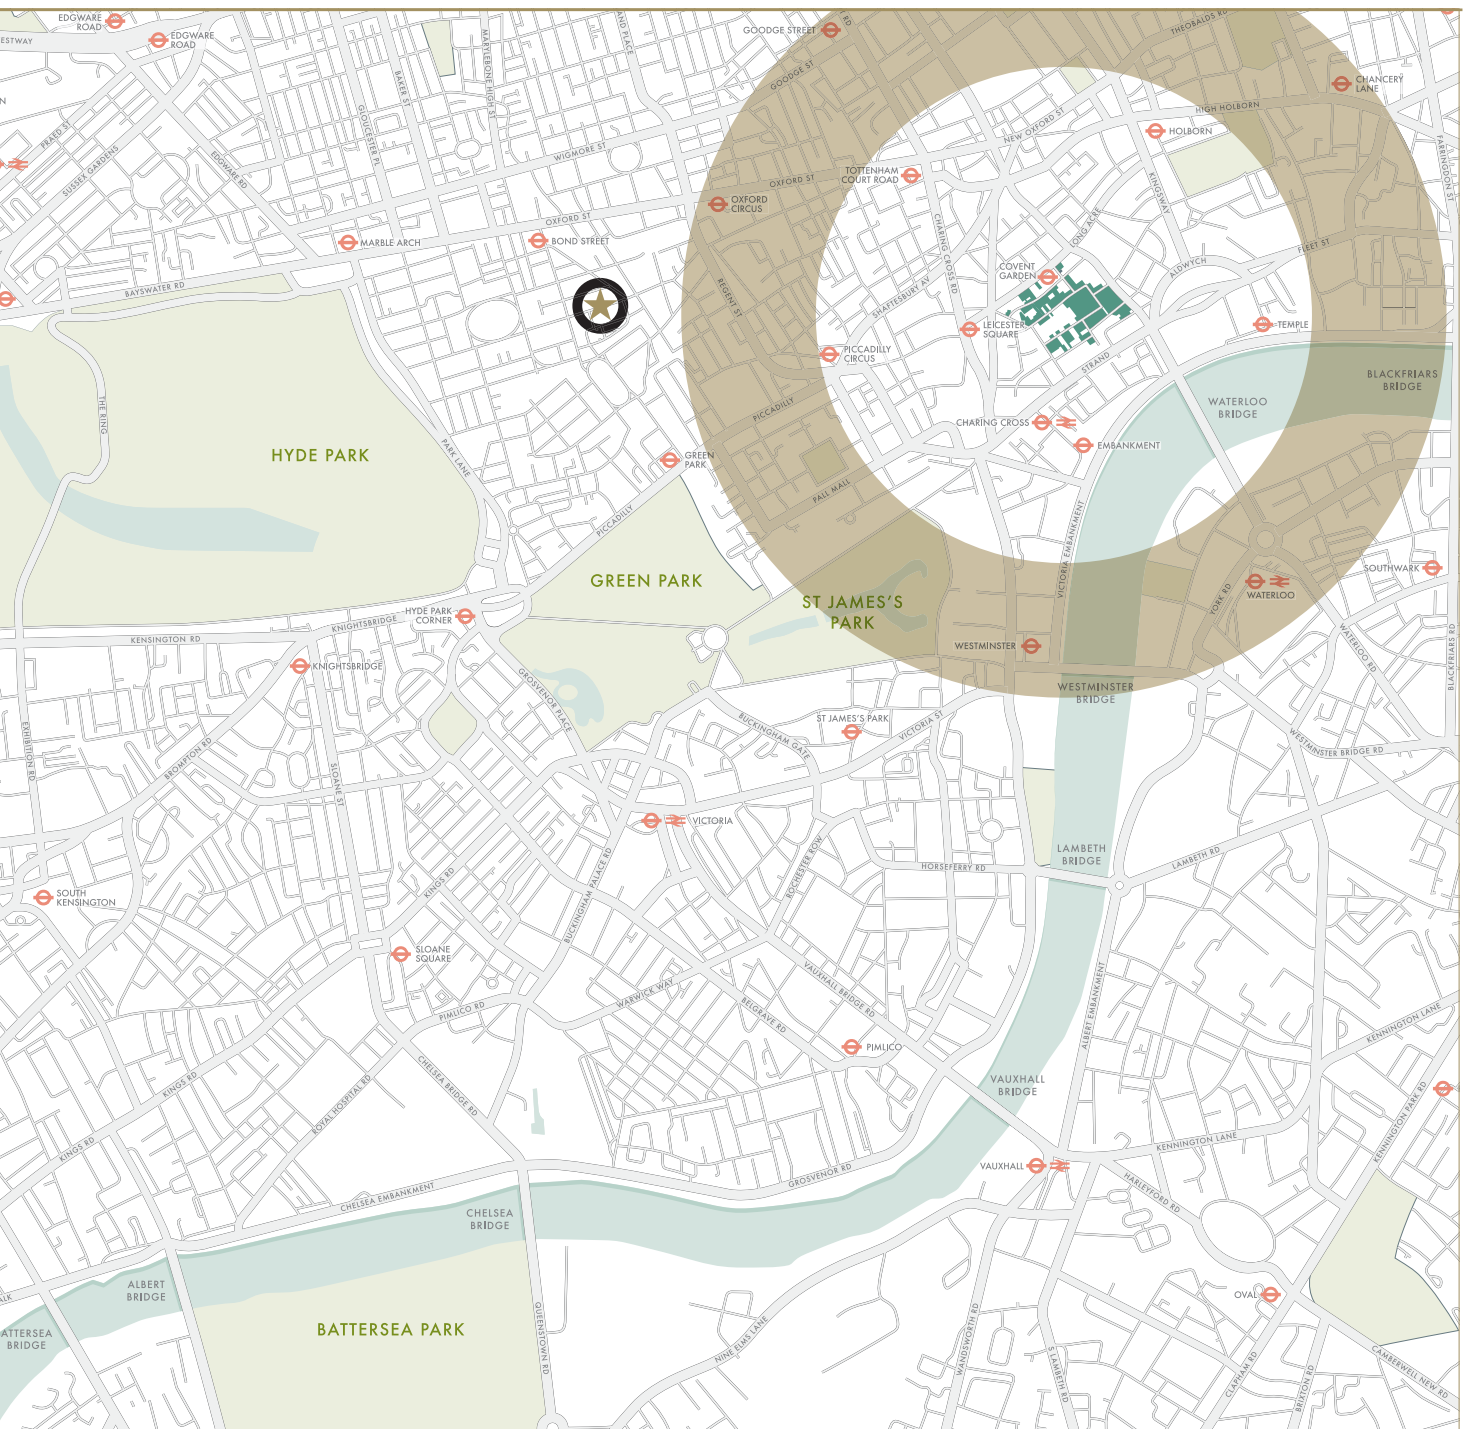 EDGWARE
ROAD
EDGWARE
ROAD
ESTWAY
N
PRAED ST
SUSSEX GARDENS
EDGWARE RD
GLOUCESTER PL
BAKER ST
MARYLEBONE HIGH ST
AND PLACE
WIGMORE ST
GOODGE STREET
GOODGE ST
RD
THEOBALDS RD
CHANCERY
LANE
HIGH HOLBORN
NEW OXFORD ST
HOLBORN
FARRINGDON ST
TOTTENHAM
COURT ROAD
OXFORD ST
OXFORD
CIRCUS
OXFORD ST
BOND STREET
MARBLE ARCH
BAYSWATER RD
KINGSWAY
LONG ACRE
CHARING CROSS RD
SHAFTESBURY AV
REGENT ST
COVENT
GARDEN
ALDWYCH
FLEET ST
LEICESTER
SQUARE
TEMPLE
PICCADILLY
CIRCUS
STRAND
BLACKFRIARS
BRIDGE
WATERLOO
BRIDGE
CHARING CROSS
EMBANKMENT
PICCADILLY
THE RING
HYDE PARK
PARK LANE
GREEN
PARK
PALL MALL
PICCADILLY
VICTORIA EMBANKMENT
GREEN PARK
ST JAMES'S
PARK
SOUTHWARK
WATERLOO
YORK RD
HYDE PARK
CORNER
KNIGHTSBRIDGE
KENSINGTON RD
KNIGHTSBRIDGE
WESTMINSTER
WATERLOO RD
BLACKFRIARS RD
WESTMINSTER
BRIDGE
GROSVENOR PLACE
BUCKINGHAM GATE
ST JAMES'S PARK
VICTORIA ST
WESTMINSTER BRIDGE RD
EXHIBITION RD
BROMPTON RD
SLOANE ST
VICTORIA
ROCHESTER ROW
HORSEFERRY RD
LAMBETH
BRIDGE
LAMBETH RD
KINGS RD
BUCKINGHAM PALACE RD
SOUTH
KENSINGTON
SLOANE
SQUARE
PIMLICO RD
WARWICK WAY
BELGRAVE RD
VAUXHALL BRIDGE RD
ALBERT EMBANKMENT
KENNINGTON LANE
PIMLICO
CHELSEA BRIDGE RD
KINGS RD
ROYAL HOSPITAL RD
VAUXHALL
BRIDGE
KENNINGTON PARK RD
KINGS RD
KENNINGTON LANE
VAUXHALL
GROSVENOR RD
HARLEYFORD RD
CHELSEA EMBANKMENT
CHELSEA
BRIDGE
ALBERT
BRIDGE
ALK
OVAL
ATTERSEA
BRIDGE
BATTERSEA PARK
QUEENSTOWN RD
NINE ELMS LANE
WANDSWORTH RD
S LAMBETH RD
CLAPHAM RD
BRIXTON RD
CAMBERWELL NEW RD